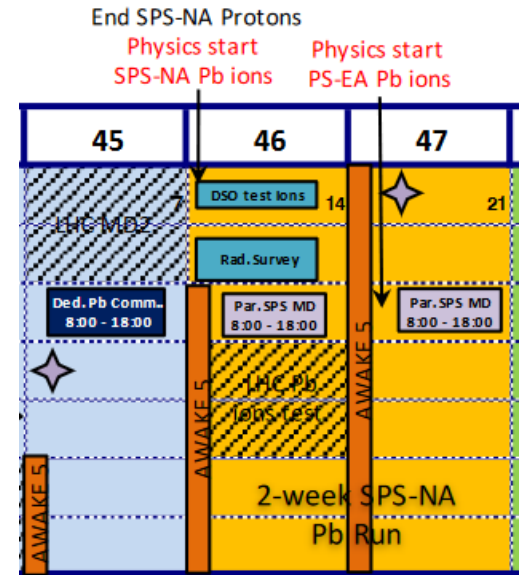 End SPS-NA Protons
Physics start
SPS-NA Pb ions
Physics start
PS-EA Pb ions
45
46
47
7
14
21
LHC MD2
DSO test Ions
Rad. Survey
Ded. Pb Comm..
8:00 - 18:00
Par. SPS MD
8:00 - 18:00
Par. SPS MD
8:00 - 18:00
LHC Pb
ions test
AWAKE 5
AWAKE 5
AWAKE 5
2-week SPS-NA
Pb Run